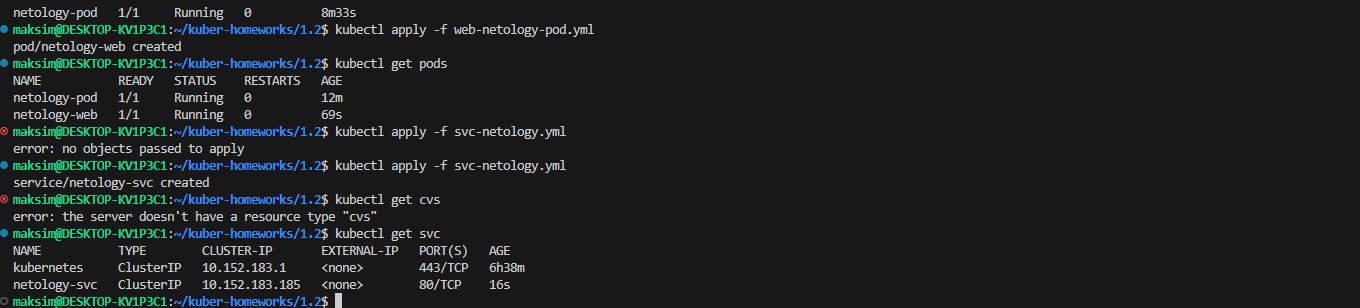 netology-pod   1/1     Running   0          8m33s
maksim@DESKTOP-KV1P3C1:~/kuber-homeworks/1.2$ kubectl apply -f web-netology-pod.yml
pod/netology-web created
maksim@DESKTOP-KV1P3C1:~/kuber-homeworks/1.2$ kubectl get pods
NAME           READY   STATUS    RESTARTS   AGE
netology-pod   1/1     Running   0          12m
netology-web   1/1     Running   0          69s
maksim@DESKTOP-KV1P3C1:~/kuber-homeworks/1.2$ kubectl apply -f svc-netology.yml
error: no objects passed to apply
maksim@DESKTOP-KV1P3C1:~/kuber-homeworks/1.2$ kubectl apply -f svc-netology.yml
service/netology-svc created
maksim@DESKTOP-KV1P3C1:~/kuber-homeworks/1.2$ kubectl get cvs
error: the server doesn't have a resource type "cvs"
maksim@DESKTOP-KV1P3C1:~/kuber-homeworks/1.2$ kubectl get svc
NAME           TYPE        CLUSTER-IP       EXTERNAL-IP   PORT(S)   AGE
kubernetes     ClusterIP   10.152.183.1     <none>        443/TCP   6h38m
netology-svc   ClusterIP   10.152.183.185   <none>        80/TCP    16s
maksim@DESKTOP-KV1P3C1:~/kuber-homeworks/1.2$